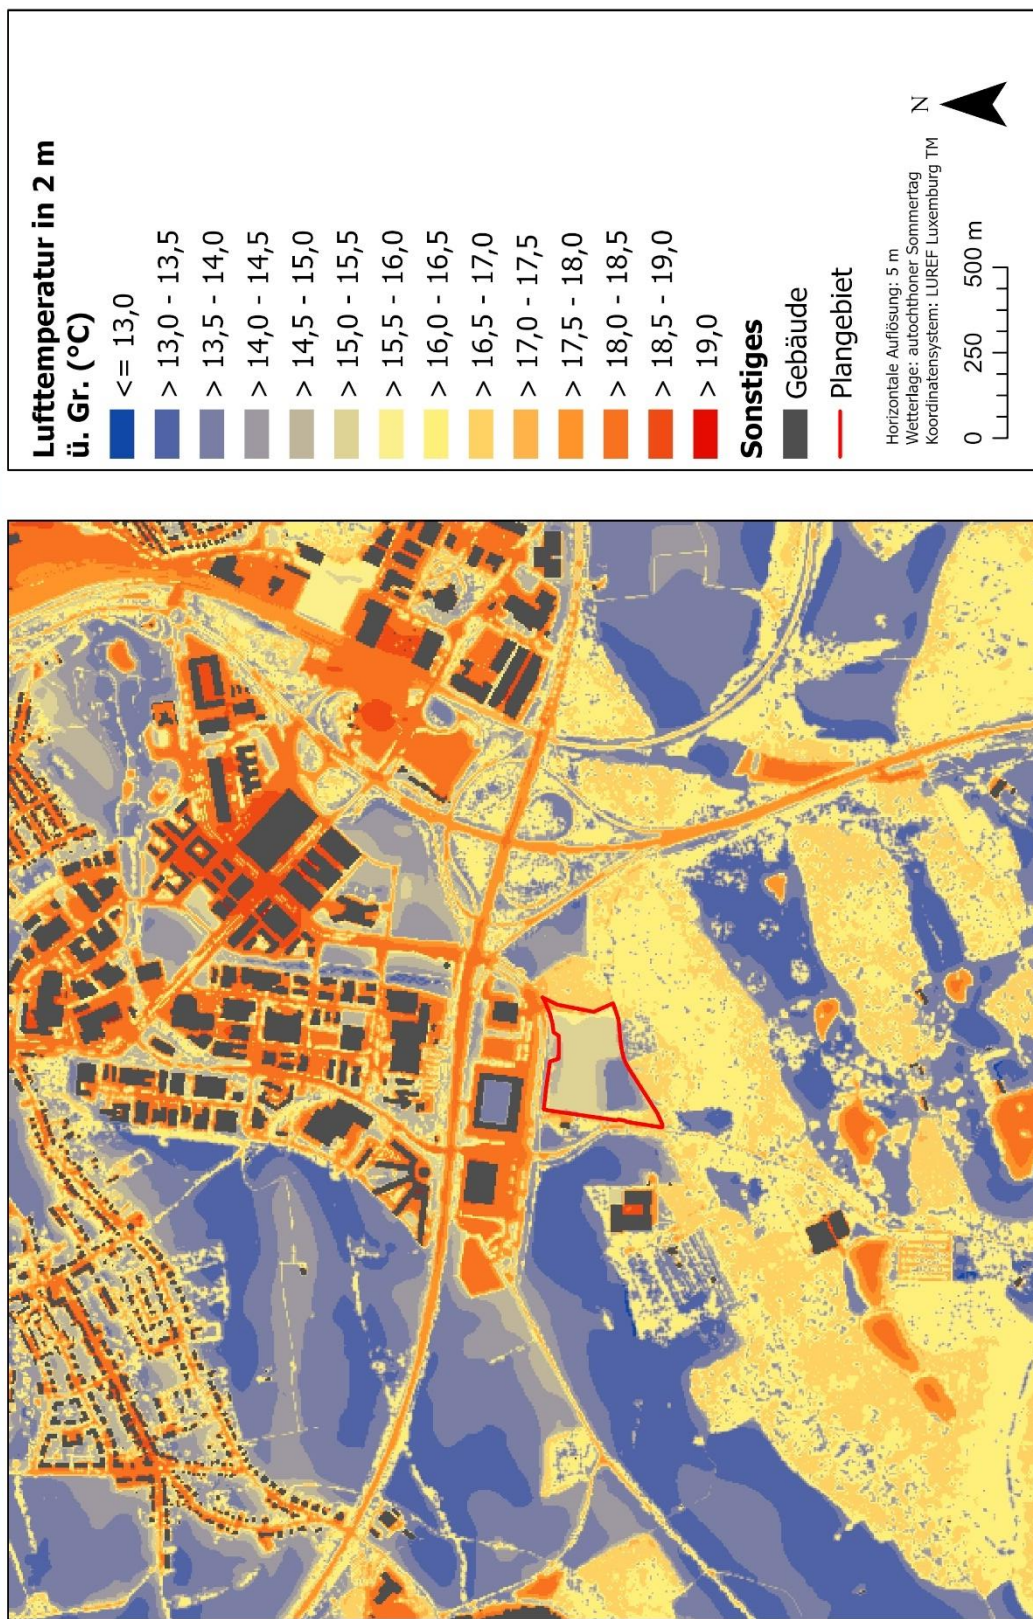 Lufttemperatur in 2 m
ü. Gr. (°C)
<= 13,0
> 13,0 - 13,5
> 13,5 - 14,0
> 14,0 - 14,5
> 14,5 - 15,0
> 15,0 - 15,5
> 15,5 - 16,0
> 16,0 - 16,5
> 16,5 - 17,0
> 17,0 - 17,5
> 17,5 - 18,0
> 18,0 - 18,5
> 18,5 - 19,0
> 19,0
Sonstiges
Gebäude
Plangebiet
Horizontale Auflösung: 5 m
Wetterlage: autochthoner Sommertag
Koordinatensystem: LUREF Luxemburg TM
N
0 250 500 m